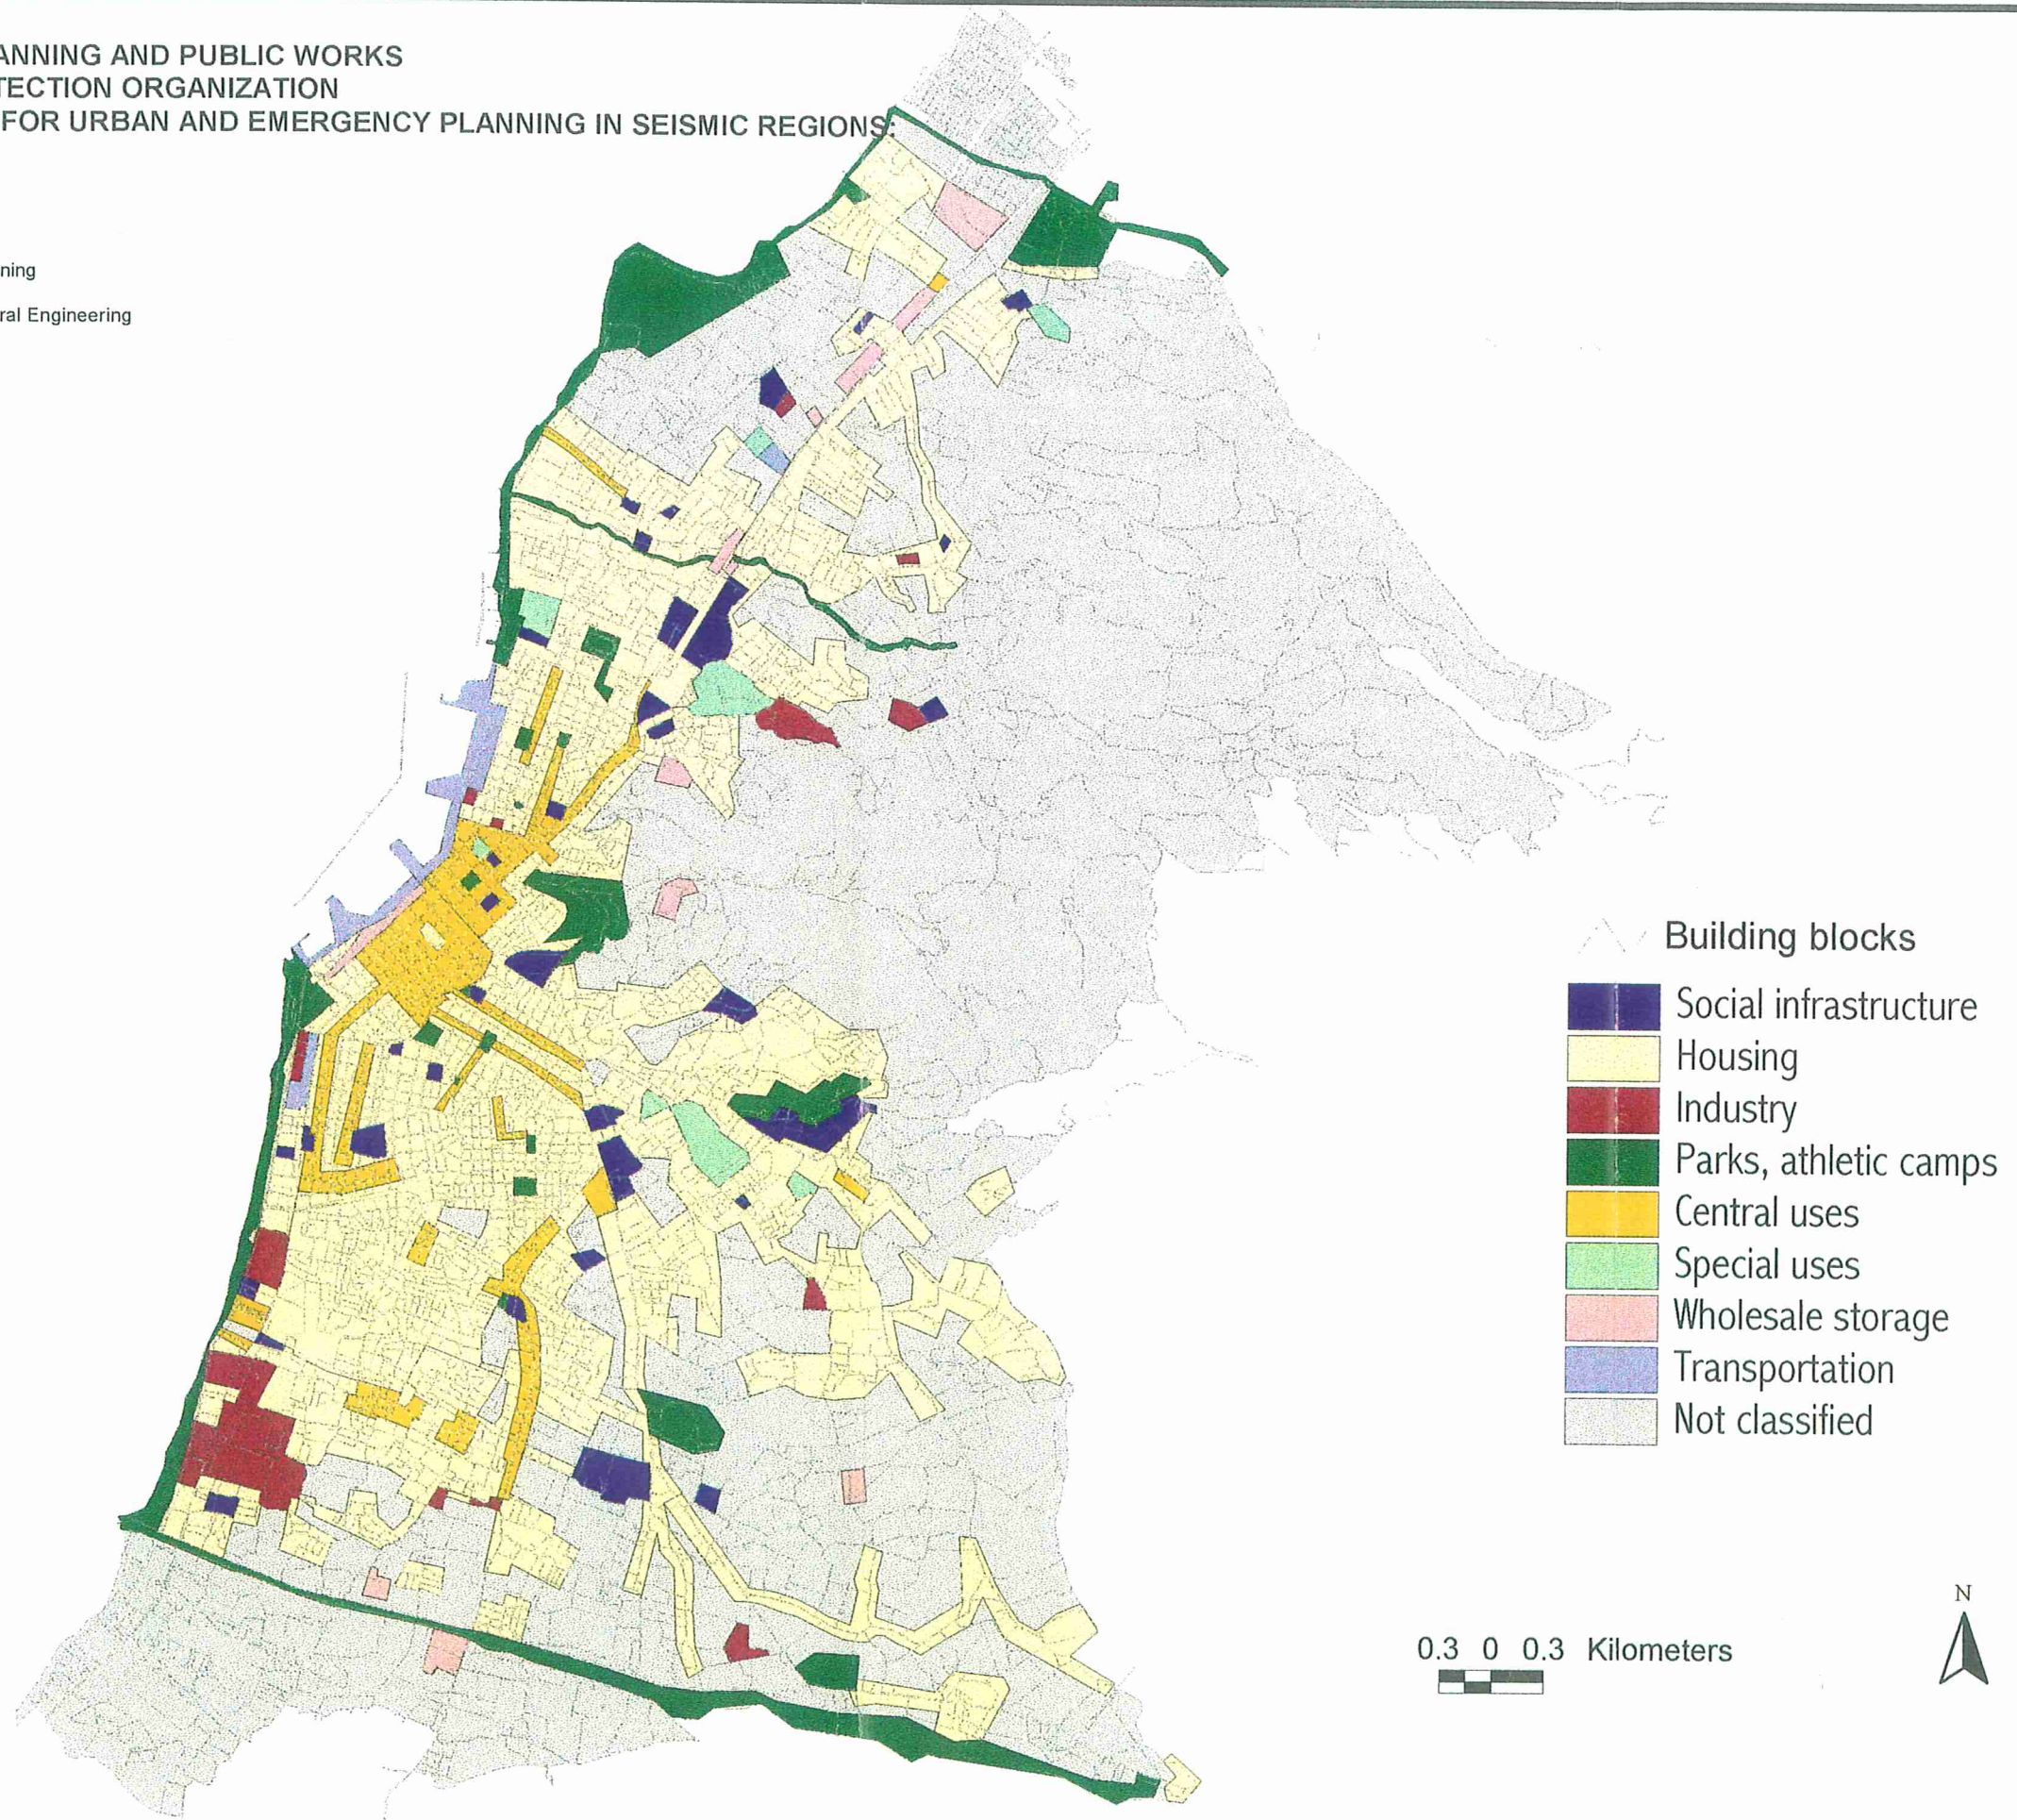 ANNING AND PUBLIC WORKS
TECTION ORGANIZATION
FOR URBAN AND EMERGENCY PLANNING IN SEISMIC REGIONS:
ning
ral Engineering
Building blocks
Social infrastructure
Housing
Industry
Parks, athletic camps
Central uses
Special uses
Wholesale storage
Transportation
Not classified
N
0.3 0 0.3 Kilometers